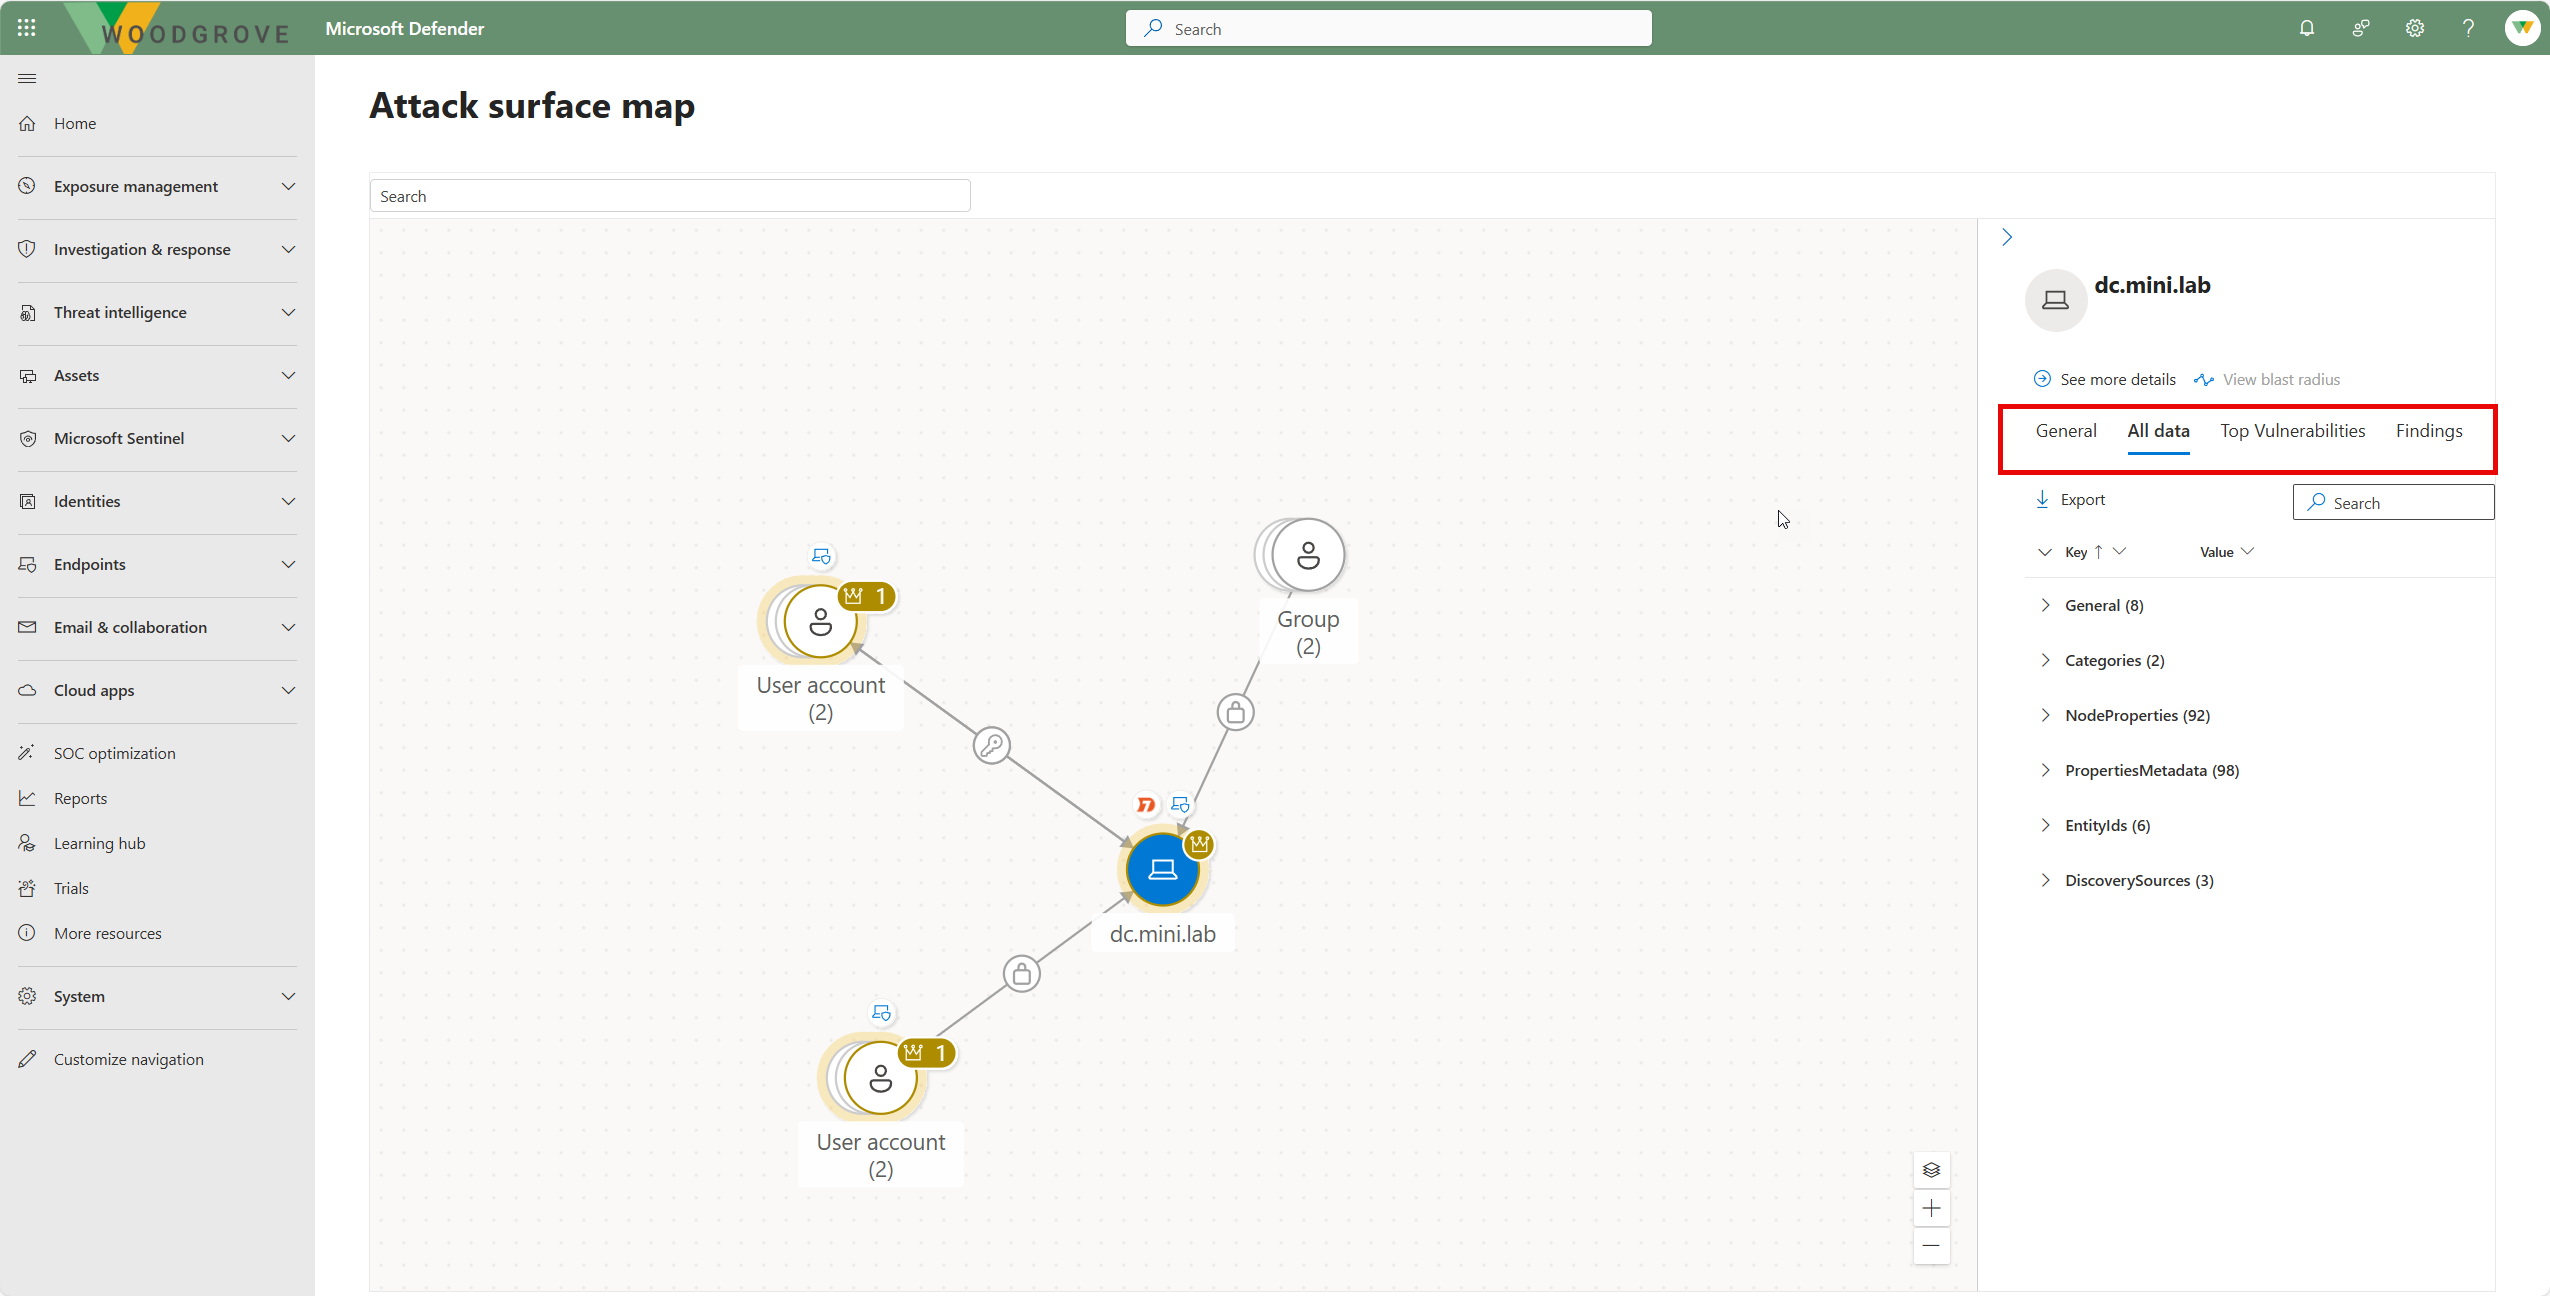 WOODGROVE
Microsoft Defender
Search
Home
Exposure management
Investigation & response
Threat intelligence
Assets
Microsoft Sentinel
Identities
Endpoints
Email & collaboration
Cloud apps
SOC optimization
Reports
Learning hub
Trials
More resources
System
Customize navigation
Attack surface map
Search
1
User account
(2)
Group
(2)
dc.mini.lab
1
User account
(2)
dc.mini.lab
See more details View blast radius
General All data Top Vulnerabilities Findings
Export Search
Key Value
General (8)
Categories (2)
NodeProperties (92)
PropertiesMetadata (98)
EntityIds (6)
DiscoverySources (3)